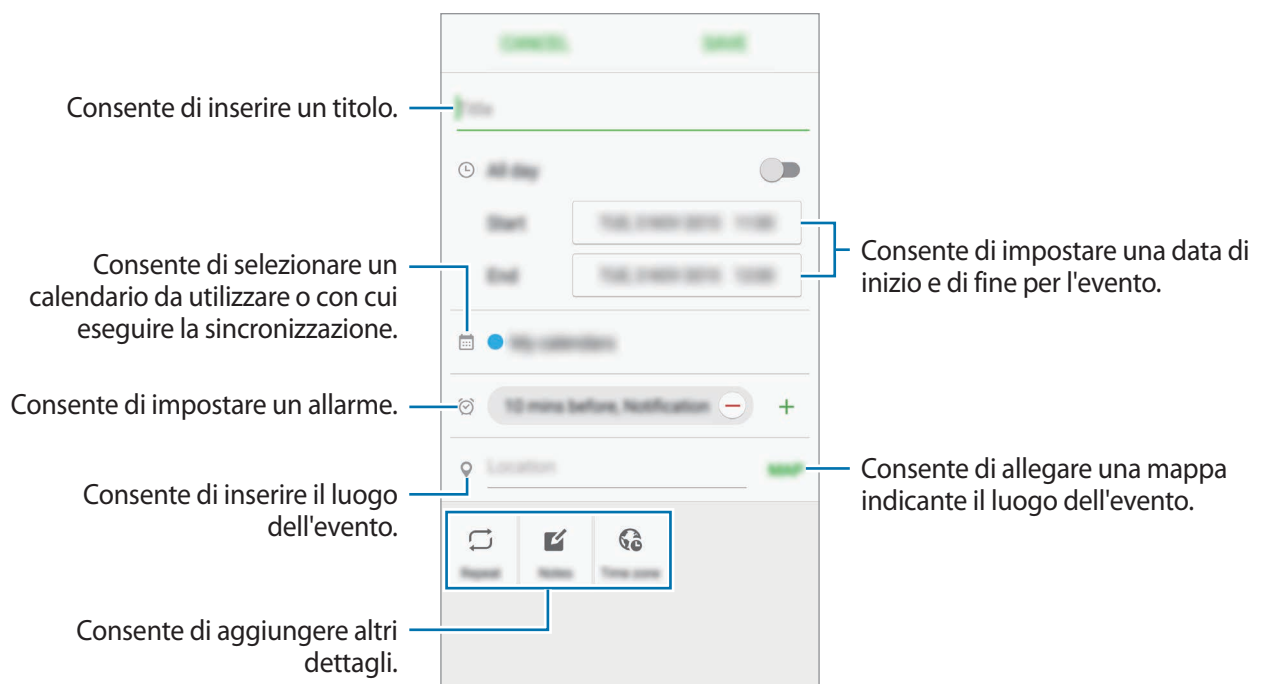 CANCEL
SAVE
Consente di inserire un titolo.
Title
All day
Start
Consente di impostare una data di
inizio e di fine per l'evento.
Consente di selezionare un
calendario da utilizzare o con cui
eseguire la sincronizzazione.
End
My calendars
Consente di impostare un allarme.
10 mins before, Notification
Consente di inserire il luogo
dell'evento.
Location
MAP
Consente di allegare una mappa
indicante il luogo dell'evento.
Repeat
Notes
Time zone
Consente di aggiungere altri
dettagli.